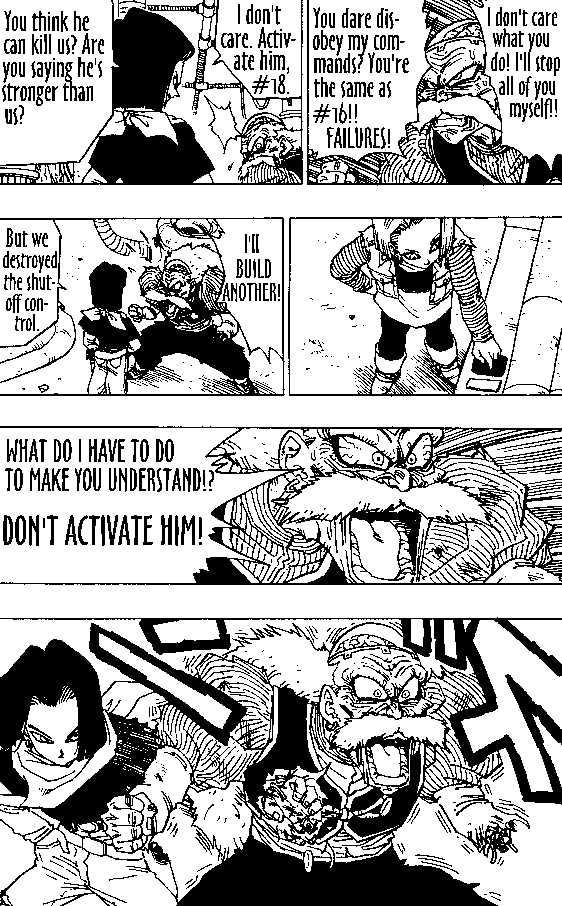 You think he
can kill us? Are
you saying he's
stronger than
us?
I don't
care. Activ-
ate him,
#18.
You dare dis-
obey my com-
mands? You're
the same as
#16!!
FAILURES!
I don't care
what you
do! I'll stop
all of you
myself!!
But we
destroyed
the shut-
off con-
trol.
I'll
BUILD
ANOTHER!
WHAT DO I HAVE TO DO
TO MAKE YOU UNDERSTAND!?
DON'T ACTIVATE HIM!